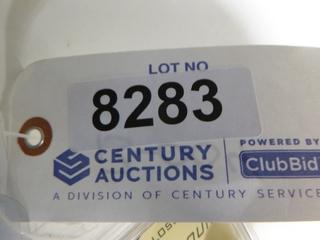 LOT NO
8283
CENTURY
AUCTIONS
POWERED BY
ClubBid
A DIVISION OF CENTURY SERVICE